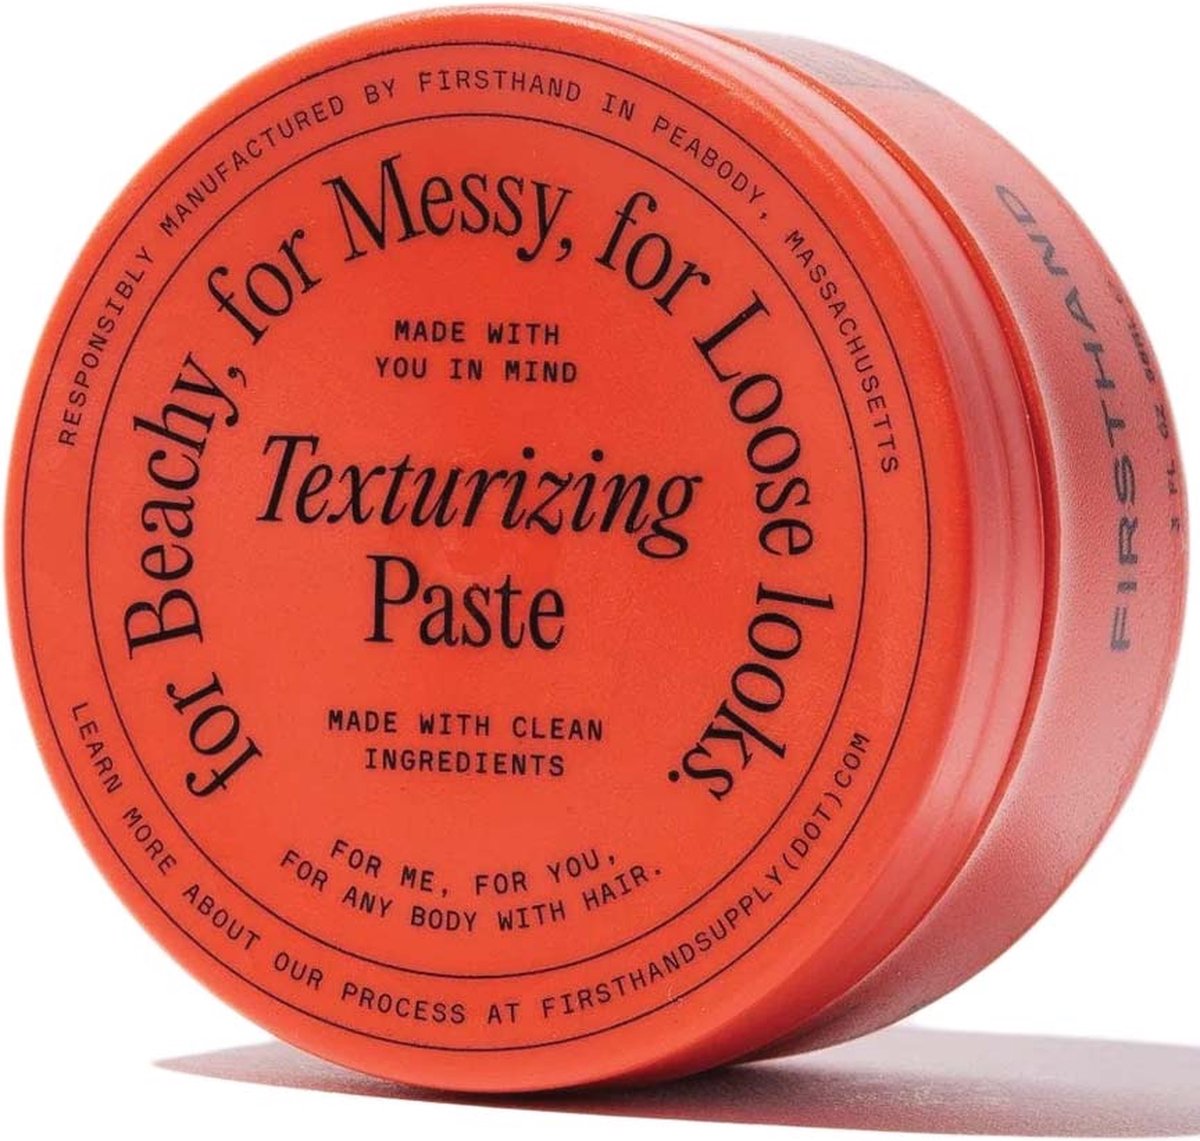 RESPONSIBLY MANUFACTURED BY FIRSTHAND IN PEABODY, MASSACHUSETTS
for Beachy, for Messy, for Loose looks.
MADE WITH
YOU IN MIND
Texturizing
Paste
MADE WITH CLEAN
INGREDIENTS
FOR ME, FOR YOU,
FOR ANY BODY WITH HAIR.
LEARN MORE ABOUT OUR PROCESS AT FIRSTHANDSUPPLY(DOT)COM
FIRSTHAND